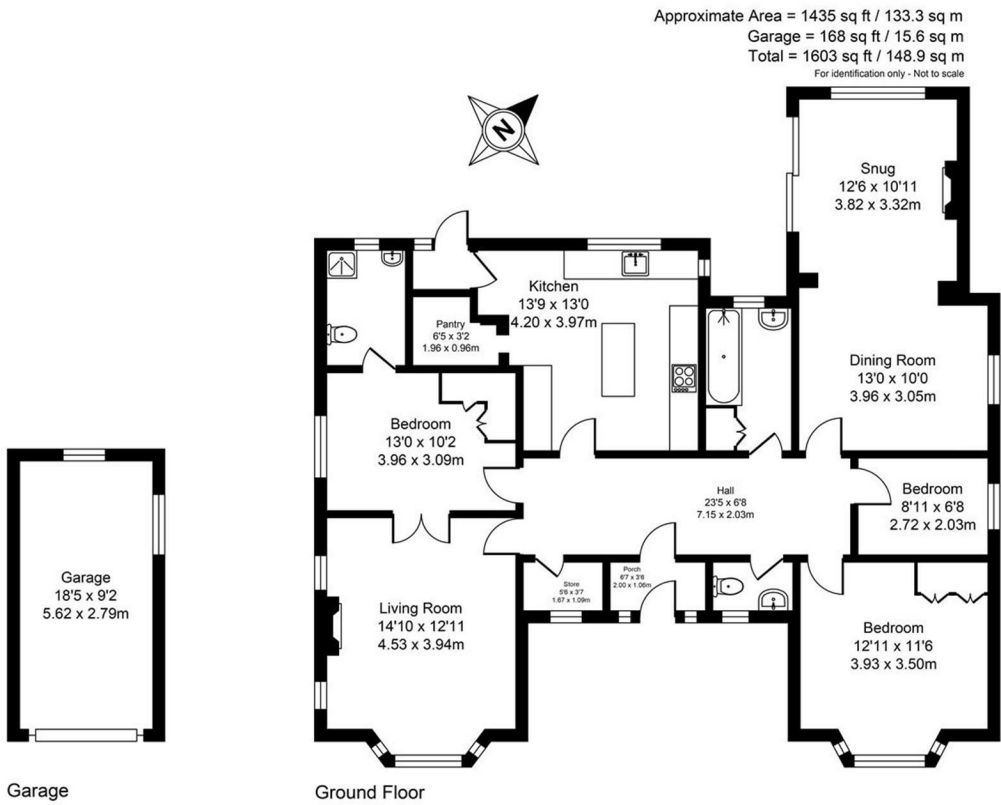 Approximate Area = 1435 sq ft / 133.3 sq m
Garage = 168 sq ft / 15.6 sq m
Total = 1603 sq ft / 148.9 sq m
For identification only - Not to scale
N
Snug
12'6 x 10'11
3.82 x 3.32m
Kitchen
13'9 x 13'0
4.20 x 3.97m
Pantry
6'5 x 3'2
1.96 x 0.96m
Dining Room
13'0 x 10'0
3.96 x 3.05m
Bedroom
13'0 x 10'2
3.96 x 3.09m
Hall
23'5 x 6'8
7.15 x 2.03m
Bedroom
8'11 x 6'8
2.72 x 2.03m
Garage
18'5 x 9'2
5.62 x 2.79m
Living Room
14'10 x 12'11
4.53 x 3.94m
Store
5'6 x 3'7
1.67 x 1.09m
Porch
6'7 x 3'6
2.00 x 1.06m
Bedroom
12'11 x 11'6
3.93 x 3.50m
Garage
Ground Floor